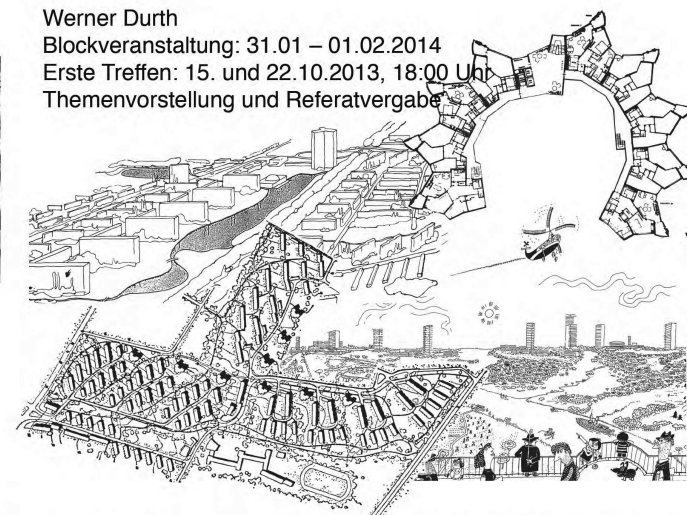 Werner Durth
Blockveranstaltung: 31.01 – 01.02.2014
Erste Treffen: 15. und 22.10.2013, 18:00 Uhr
Themenvorstellung und Referatvergabe